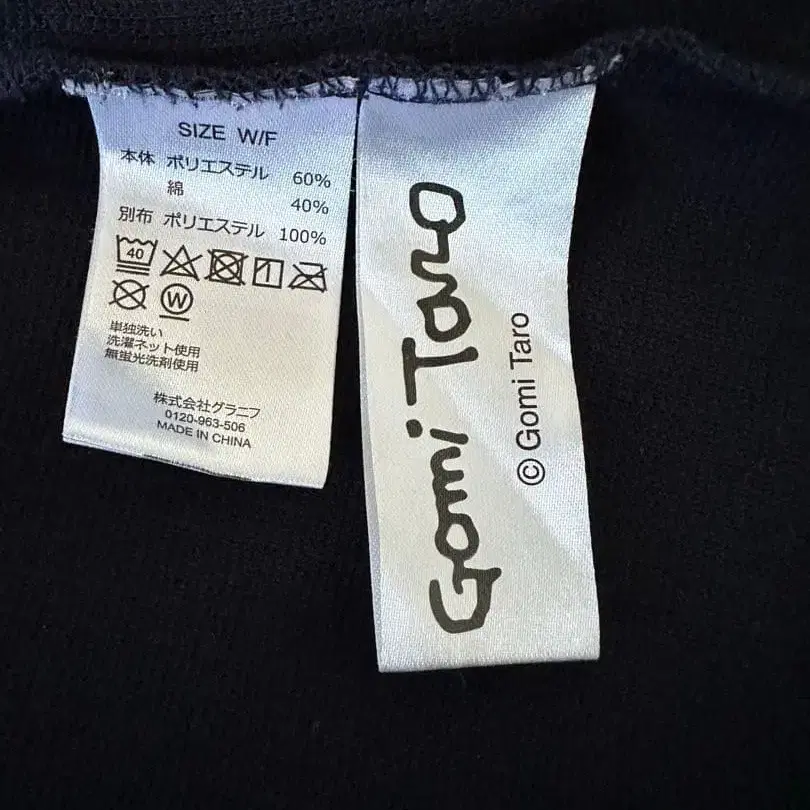 SIZE W/F
本体 ポリエステル 60%
綿 40%
別布 ポリエステル 100%
40
W
単独洗い
洗濯ネット使用
無蛍光洗剤使用
株式会社グラニフ
0120-963-506
MADE IN CHINA
Gomi Taro
© Gomi Taro